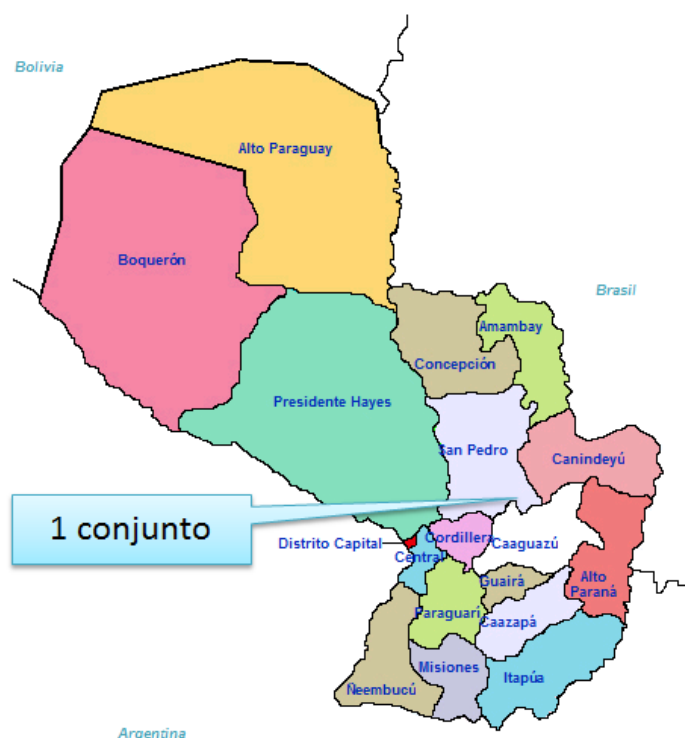 Bolivia
Alto Paraguay
Boquerón
Brasil
Amambay
Concepción
Presidente Hayes
San Pedro
Canindeyú
1 conjunto
Distrito Capital
Cordillera
Caaguazú
Central
Guairá
Alto
Paraná
Paraguarí
Caazapá
Misiones
Itapúa
Ñeembucú
Argentina